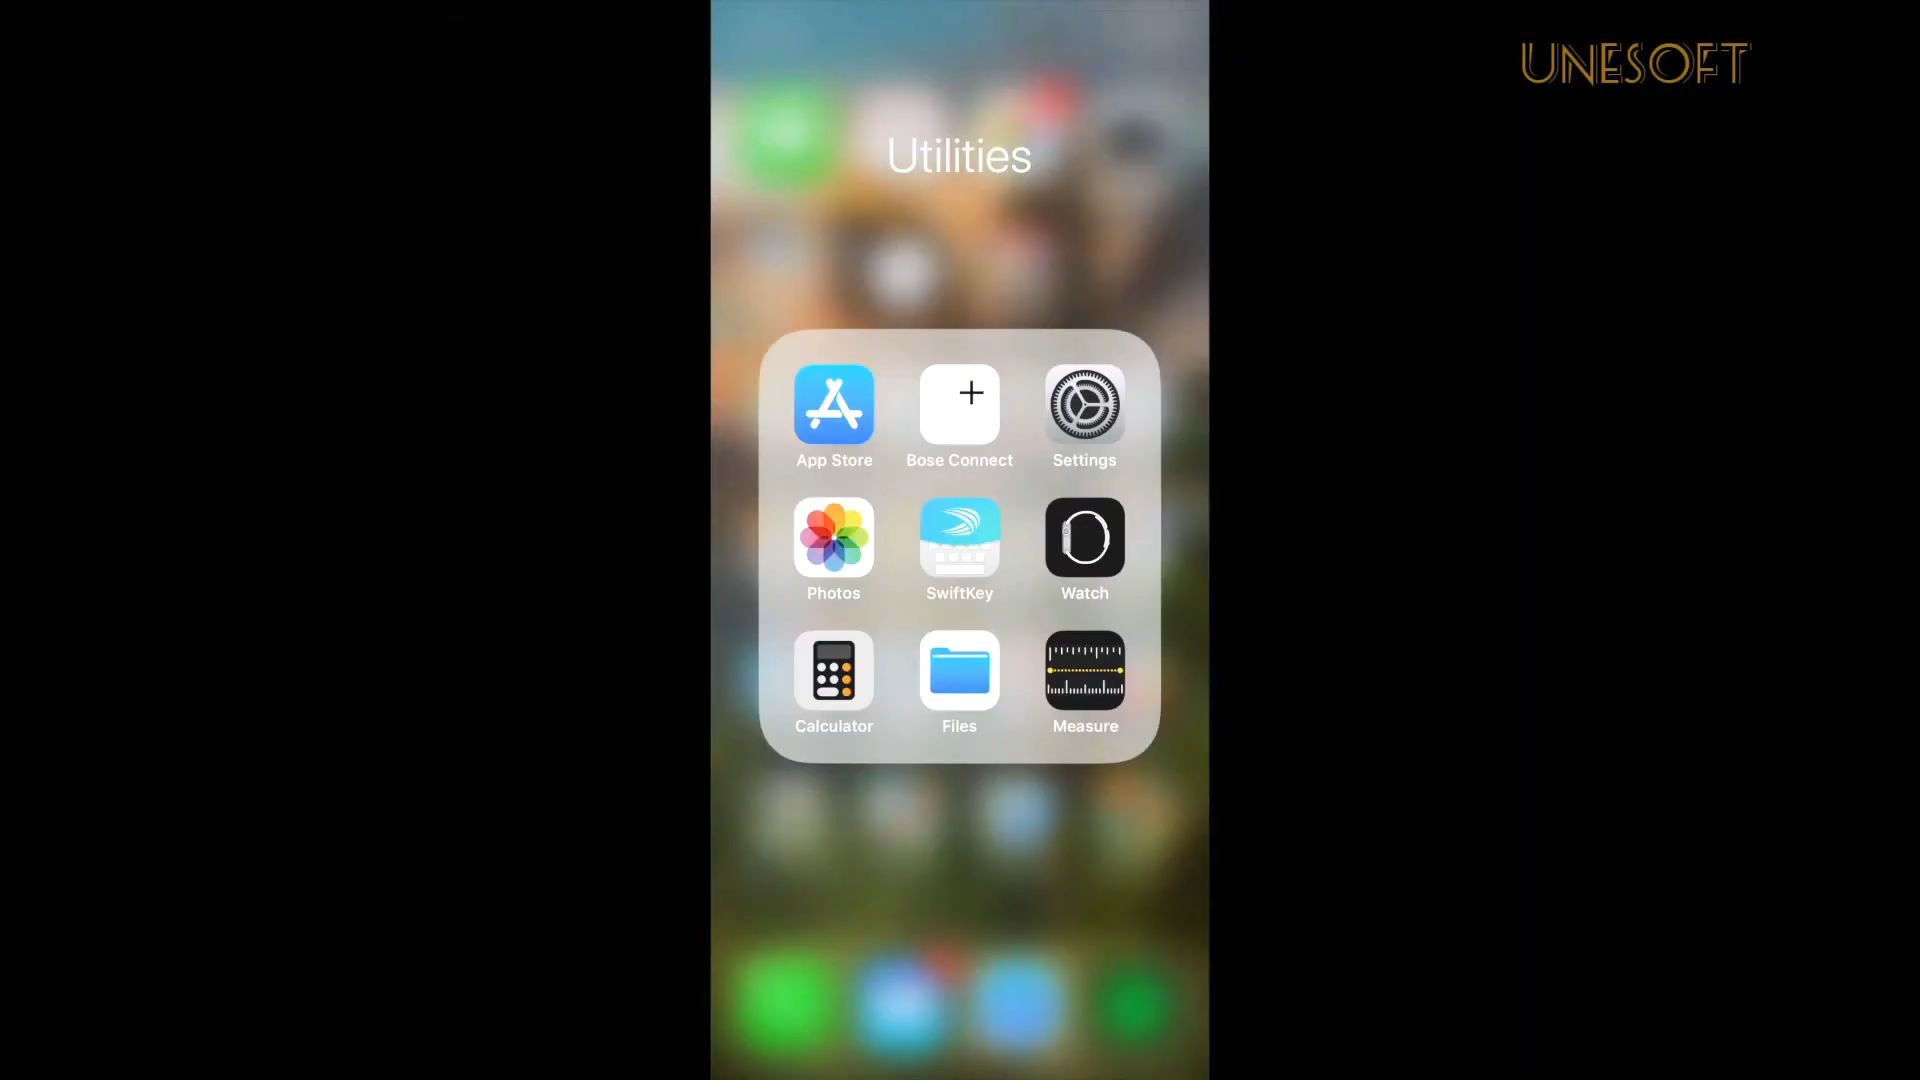 UNESOFT
Utilities
App Store
Bose Connect
Settings
Photos
SwiftKey
Watch
Calculator
Files
Measure